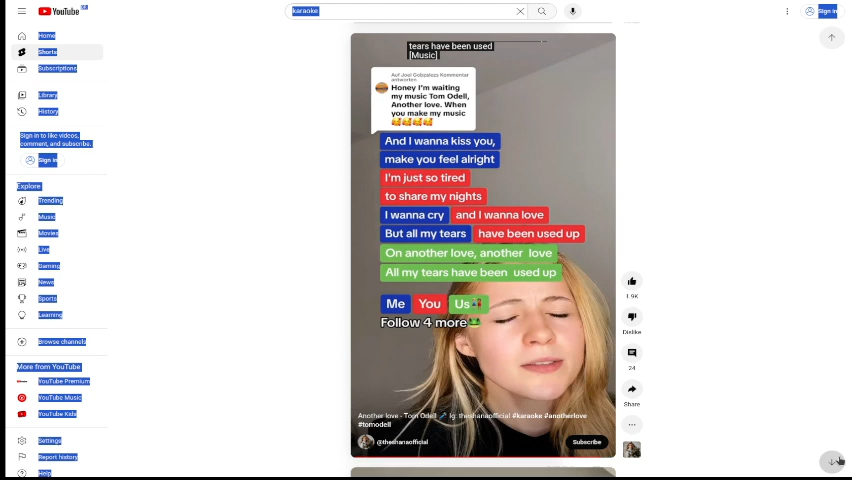 YouTube
karaoke
Sign in
Home
Shorts
Subscriptions
Library
History
Sign in to like videos,
comment, and subscribe.
Sign in
Explore
Trending
Music
Movies
Live
Gaming
News
Sports
Learning
Browse channels
More from YouTube
YouTube Premium
YouTube Music
YouTube Kids
Settings
Report history
Help
tears have been used
[Music]
Kommentar
antworten
Honey I'm waiting
my music Tom Odell,
Another love. When
you make my music
🥰🥰🥰🥰
And I wanna kiss you,
make you feel alright
I'm just so tired
to share my nights
I wanna cry and I wanna love
But all my tears have been used up
On another love, another love
All my tears have been used up
Me You Us
Follow 4 more
Another love - Tom Odell 🎤 Ig: theshanaofficial #karaoke #anotherlove
#tomodell
@theshanaofficial
Subscribe
1.9K
Dislike
24
Share